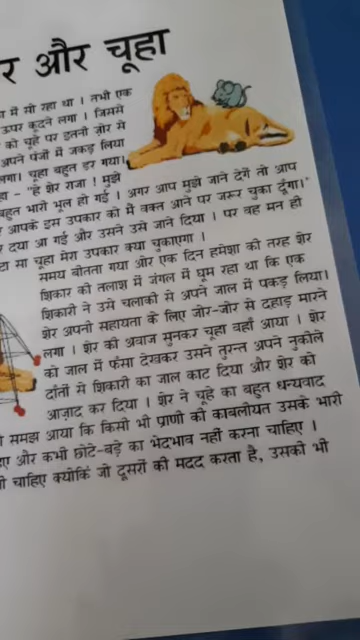 र और चूहा
में सो रहा था । तभी एक
ऊपर कूदने लगा । जिससे
को चूहे पर इतनी ज़ोर से
अपने पंजों में जकड़ लिया
लगा। चूहा बहुत डर गया।
हा - "हे शेर राजा ! मुझे
बहुत भारी भूल हो गई । अगर आप मुझे जाने देगें तो आप
आपके इस उपकार को मैं वक्त आने पर जरूर चुका दूँगा।"
दया आ गई और उसने उसे जाने दिया । पर वह मन ही
टा सा चूहा मेरा उपकार क्या चुकाएगा ।
समय बीतता गया और एक दिन हमेशा की तरह शेर
शिकार की तलाश में जंगल में घूम रहा था कि एक
शिकारी ने उसे चलाकी से अपने जाल में पकड़ लिया।
शेर अपनी सहायता के लिए जोर-जोर से दहाड़ मारने
लगा । शेर की अवाज सुनकर चूहा वहाँ आया । शेर
को जाल में फँसा देखकर उसने तुरन्त अपने नुकीले
दाँतों से शिकारी का जाल काट दिया और शेर को
आज़ाद कर दिया । शेर ने चूहे का बहुत धन्यवाद
समझ आया कि किसी भी प्राणी की काबलीयत उसके भारी
और कभी छोटे-बड़े का भेदभाव नहीं करना चाहिए ।
चाहिए क्योकिं जो दूसरों की मदद करता है, उसकी भी